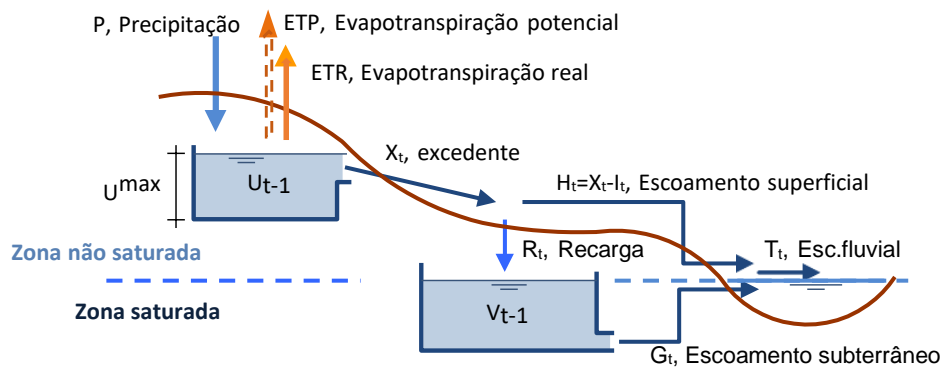 P, Precipitação
ETP, Evapotranspiração potencial
ETR, Evapotranspiração real
Xₜ, excedente
Uᵐᵃˣ
Uₜ₋₁
Hₜ=Xₜ-Iₜ, Escoamento superficial
Zona não saturada
Rₜ, Recarga
Tₜ, Esc.fluvial
Zona saturada
Vₜ₋₁
Gₜ, Escoamento subterrâneo